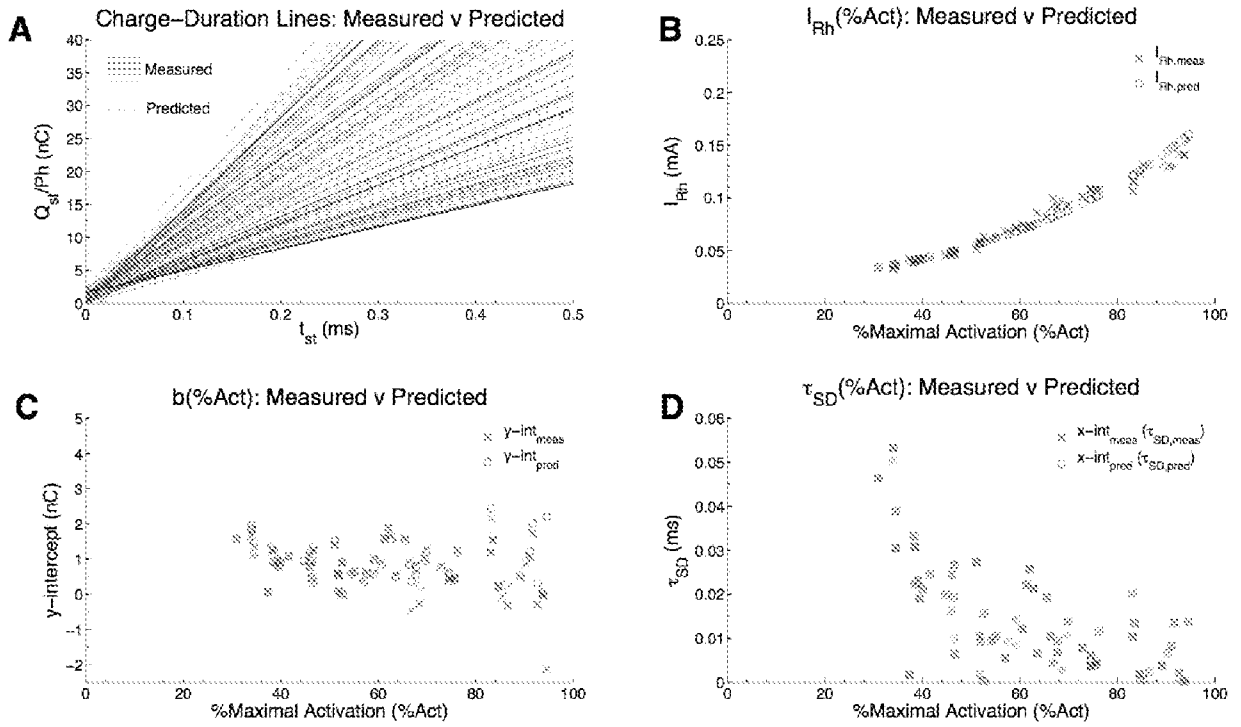 A
Charge-Duration Lines: Measured v Predicted
40
35
30
25
20
15
10
5
0
Q_st/Ph (nC)
Measured
Predicted
0
0.1
0.2
0.3
0.4
0.5
t_st (ms)
B
I_Rh(%Act): Measured v Predicted
0.25
0.2
0.15
0.1
0.05
0
I_Rh (mA)
× I_Rh,meas
○ I_Rh,pred
0
20
40
60
80
100
%Maximal Activation (%Act)
C
b(%Act): Measured v Predicted
5
4
3
2
1
0
−1
−2
y-intercept (nC)
× y-int_meas
○ y-int_pred
0
20
40
60
80
100
%Maximal Activation (%Act)
D
τ_SD(%Act): Measured v Predicted
0.06
0.05
0.04
0.03
0.02
0.01
0
τ_SD (ms)
× x-int_meas (τ_SD,meas)
○ x-int_pred (τ_SD,pred)
0
20
40
60
80
100
%Maximal Activation (%Act)